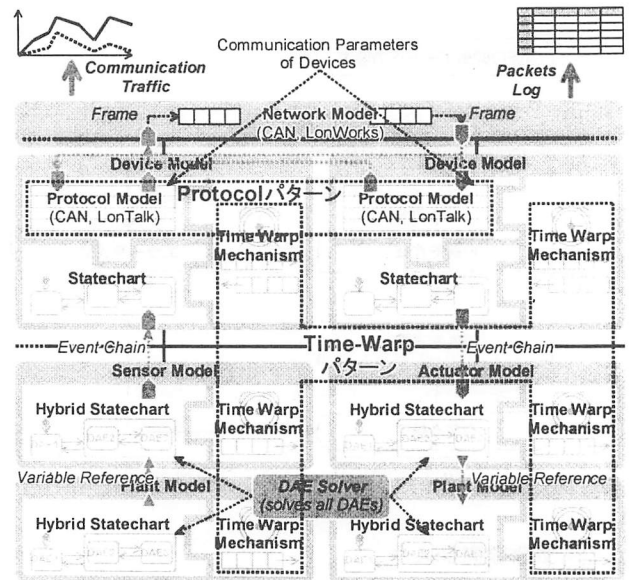 Communication Parameters
of Devices
Communication
Traffic
Packets
Log
Frame
Network Model
(CAN, LonWorks)
Frame
Device Model
Device Model
Protocolパターン
Protocol Model
(CAN, LonTalk)
Protocol Model
(CAN, LonTalk)
Time Warp
Mechanism
Time Warp
Mechanism
Statechart
Statechart
Event Chain
Time-Warp
パターン
Event Chain
Sensor Model
Actuator Model
Hybrid Statechart
Time Warp
Mechanism
Hybrid Statechart
Time Warp
Mechanism
Variable Reference
Plant Model
DAE Solver
(solves all DAEs)
Variable Reference
Plant Model
Hybrid Statechart
Time Warp
Mechanism
Hybrid Statechart
Time Warp
Mechanism